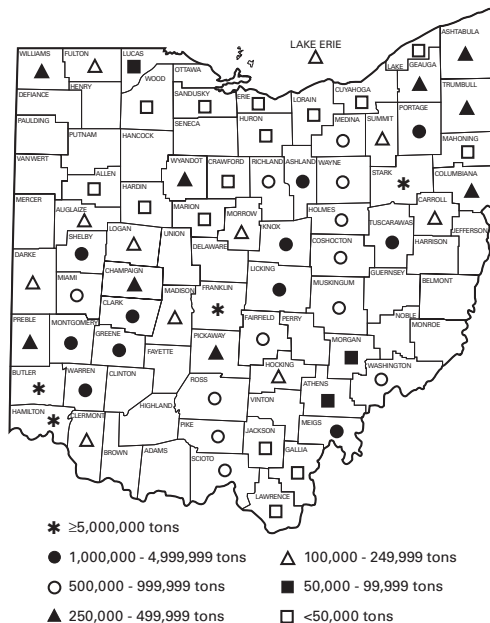 ASHTABULA
LAKE ERIE
WILLIAMS
FULTON
LUCAS
LAKE
GEAUGA
OTTAWA
WOOD
HENRY
CUYAHOGA
TRUMBULL
DEFIANCE
SANDUSKY
ERIE
LORAIN
PORTAGE
HURON
MEDINA
SUMMIT
PAULDING
SENECA
MAHONING
PUTNAM
HANCOCK
VAN WERT
WYANDOT
CRAWFORD
RICHLAND
ASHLAND
WAYNE
STARK
ALLEN
COLUMBIANA
HARDIN
MERCER
MARION
CARROLL
AUGLAIZE
MORROW
HOLMES
TUSCARAWAS
JEFFERSON
LOGAN
UNION
KNOX
SHELBY
DELAWARE
COSHOCTON
HARRISON
DARKE
CHAMPAIGN
LICKING
GUERNSEY
MIAMI
MUSKINGUM
BELMONT
FRANKLIN
MADISON
CLARK
NOBLE
PREBLE
MONTGOMERY
FAIRFIELD
PERRY
MONROE
GREENE
PICKAWAY
MORGAN
FAYETTE
HOCKING
WASHINGTON
BUTLER
WARREN
CLINTON
ROSS
ATHENS
VINTON
HAMILTON
CLERMONT
HIGHLAND
MEIGS
PIKE
JACKSON
GALLIA
BROWN
ADAMS
SCIOTO
LAWRENCE
≥5,000,000 tons
1,000,000 - 4,999,999 tons
100,000 - 249,999 tons
500,000 - 999,999 tons
50,000 - 99,999 tons
250,000 - 499,999 tons
<50,000 tons